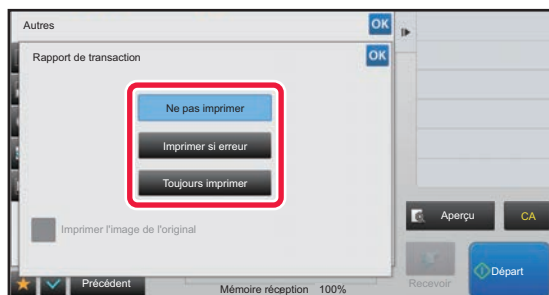 Autres
OK
Rapport de transaction
OK
Ne pas imprimer
Imprimer si erreur
Toujours imprimer
Imprimer l'image de l'original
Aperçu
CA
Précédent
Mémoire réception 100%
Recevoir
Départ